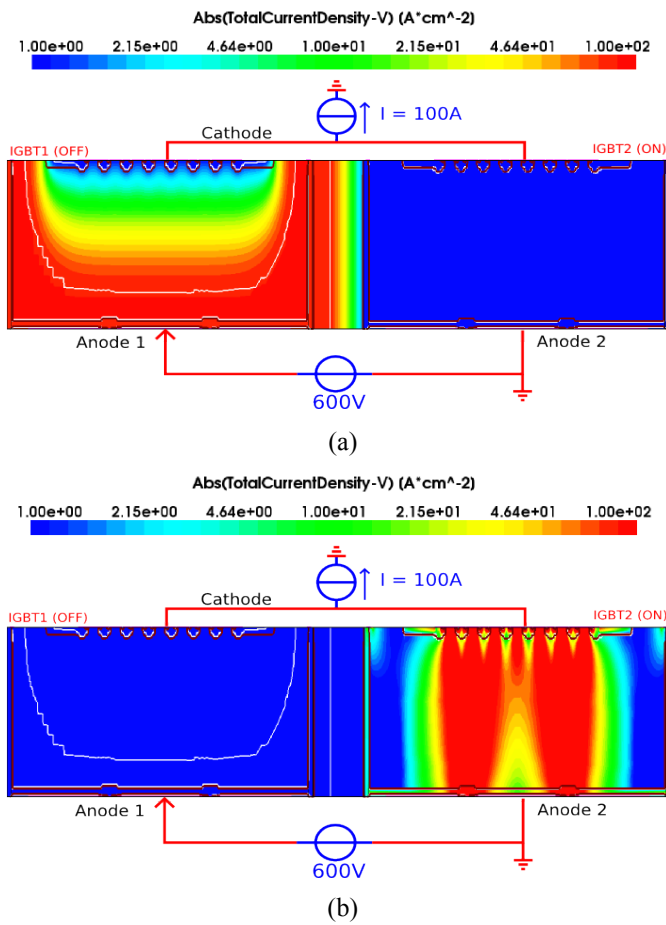 Abs(TotalCurrentDensity-V) (A*cm^-2)
1.00e+00 2.15e+00 4.64e+00 1.00e+01 2.15e+01 4.64e+01 1.00e+02
I = 100A
Cathode
IGBT1 (OFF) IGBT2 (ON)
Anode 1 Anode 2
600V
(a)
Abs(TotalCurrentDensity-V) (A*cm^-2)
1.00e+00 2.15e+00 4.64e+00 1.00e+01 2.15e+01 4.64e+01 1.00e+02
I = 100A
Cathode
IGBT1 (OFF) IGBT2 (ON)
Anode 1 Anode 2
600V
(b)